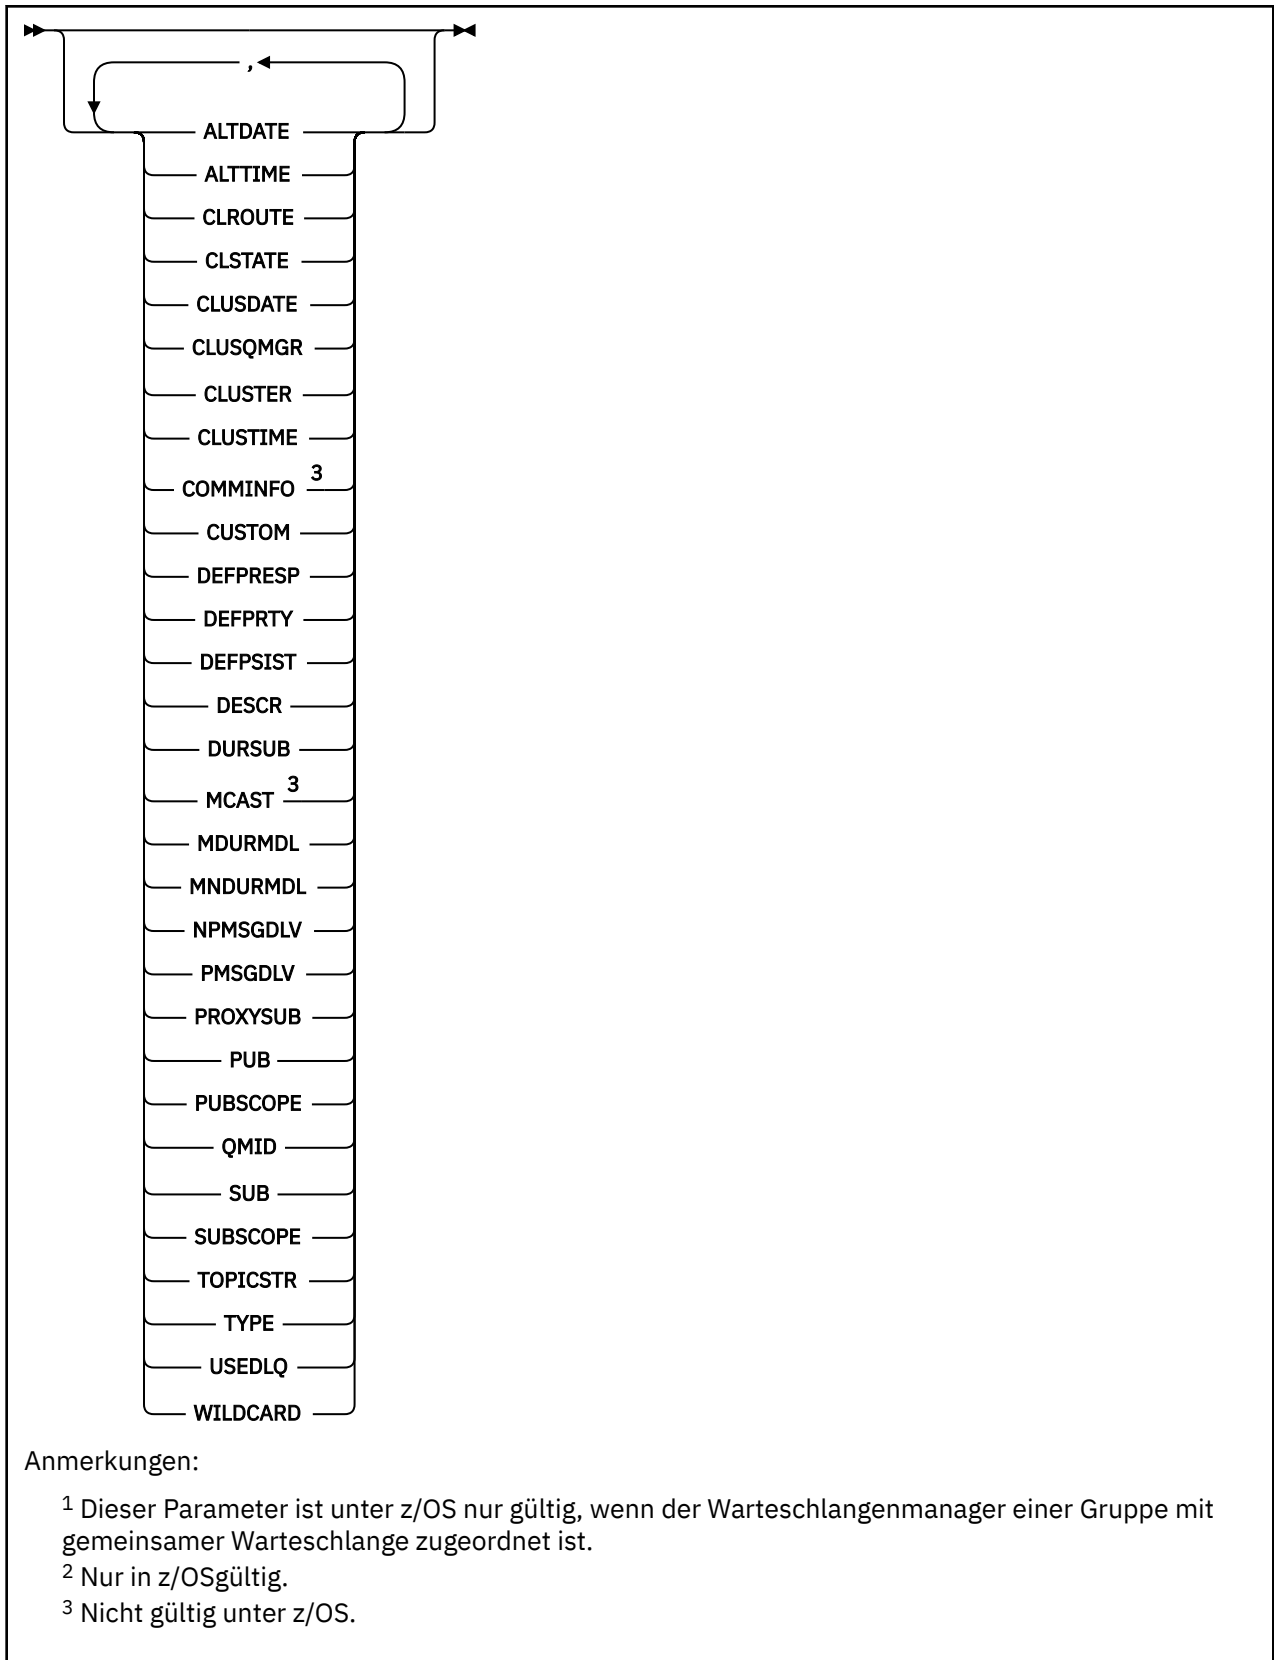 ,
ALTDATE
ALTTIME
CLROUTE
CLSTATE
CLUSDATE
CLUSQMGR
CLUSTER
CLUSTIME
COMMINFO 3
CUSTOM
DEFPRESP
DEFPRTY
DEFPSIST
DESCR
DURSUB
MCAST 3
MDURMDL
MNDURMDL
NPMSGDLV
PMSGDLV
PROXYSUB
PUB
PUBSCOPE
QMID
SUB
SUBSCOPE
TOPICSTR
TYPE
USEDLQ
WILDCARD
Anmerkungen:
1 Dieser Parameter ist unter z/OS nur gültig, wenn der Warteschlangenmanager einer Gruppe mit
gemeinsamer Warteschlange zugeordnet ist.
2 Nur in z/OSgültig.
3 Nicht gültig unter z/OS.